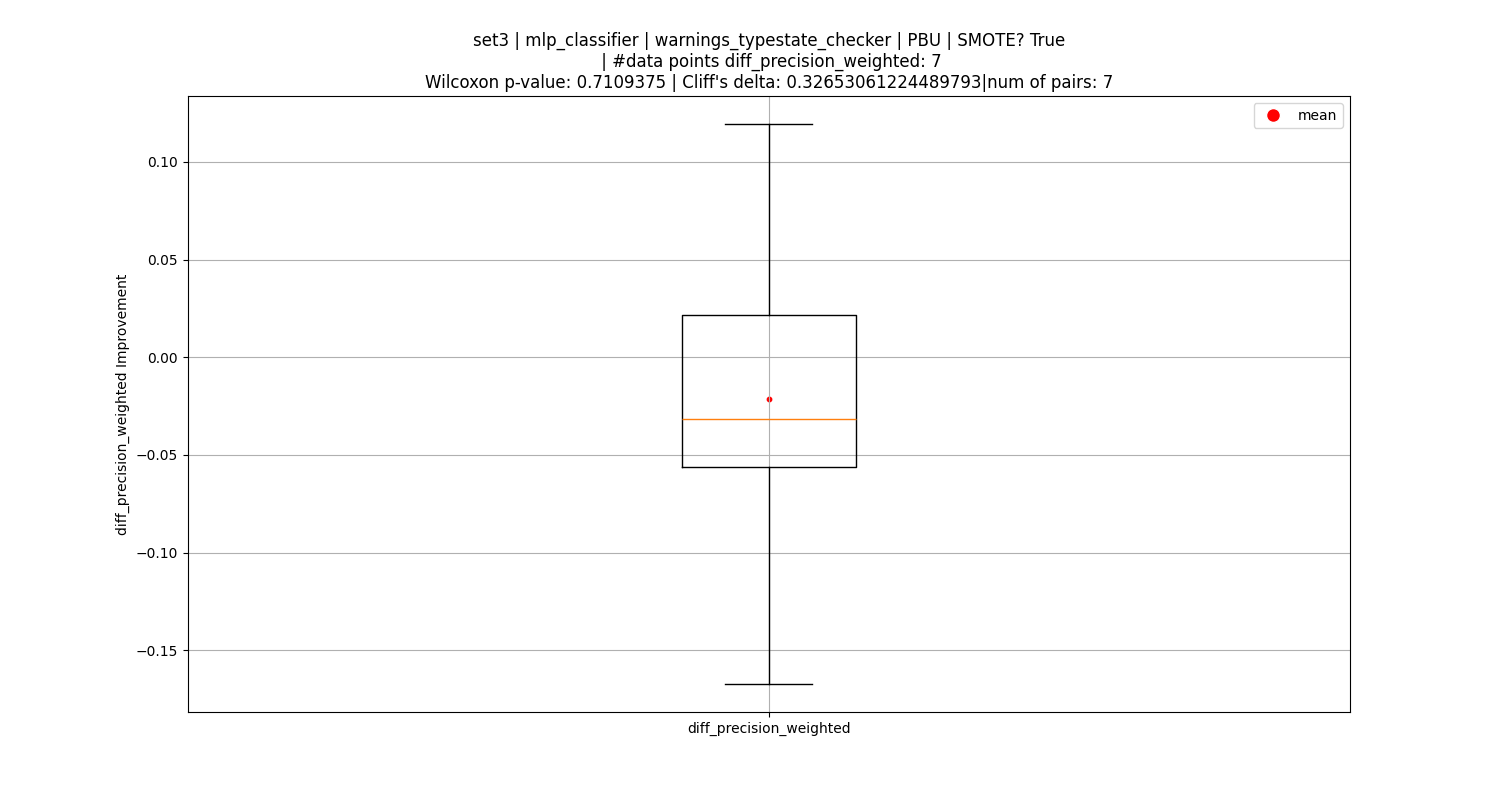 set3 | mlp_classifier | warnings_typestate_checker | PBU | SMOTE? True
| #data points diff_precision_weighted: 7
Wilcoxon p-value: 0.7109375 | Cliff's delta: 0.32653061224489793|num of pairs: 7
mean
0.10
0.05
0.00
−0.05
−0.10
−0.15
diff_precision_weighted Improvement
diff_precision_weighted